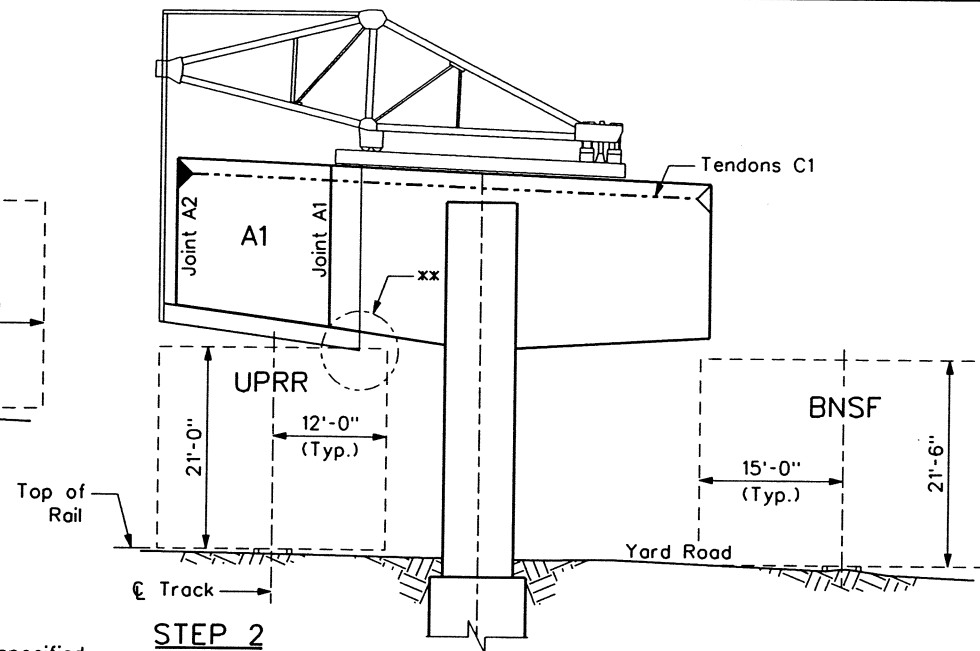 Tendons C1
Joint A2
A1
Joint A1
**
UPRR
BNSF
21'-0"
12'-0"
(Typ.)
15'-0"
(Typ.)
21'-6"
Top of
Rail
Yard Road
℄ Track
STEP 2